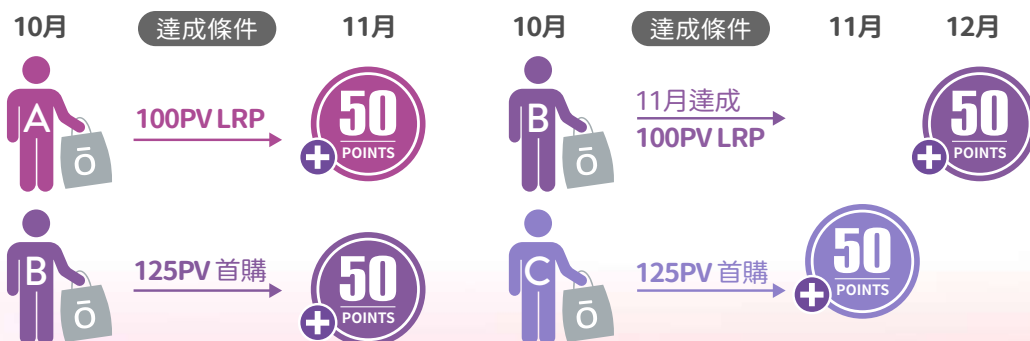 10月 達成條件 11月
A 100PV LRP 50 POINTS
ō
B 125PV 首購 50 POINTS
ō
10月 達成條件 11月 12月
B 11月達成 50 POINTS
100PV LRP
ō
C 125PV 首購 50 POINTS
ō